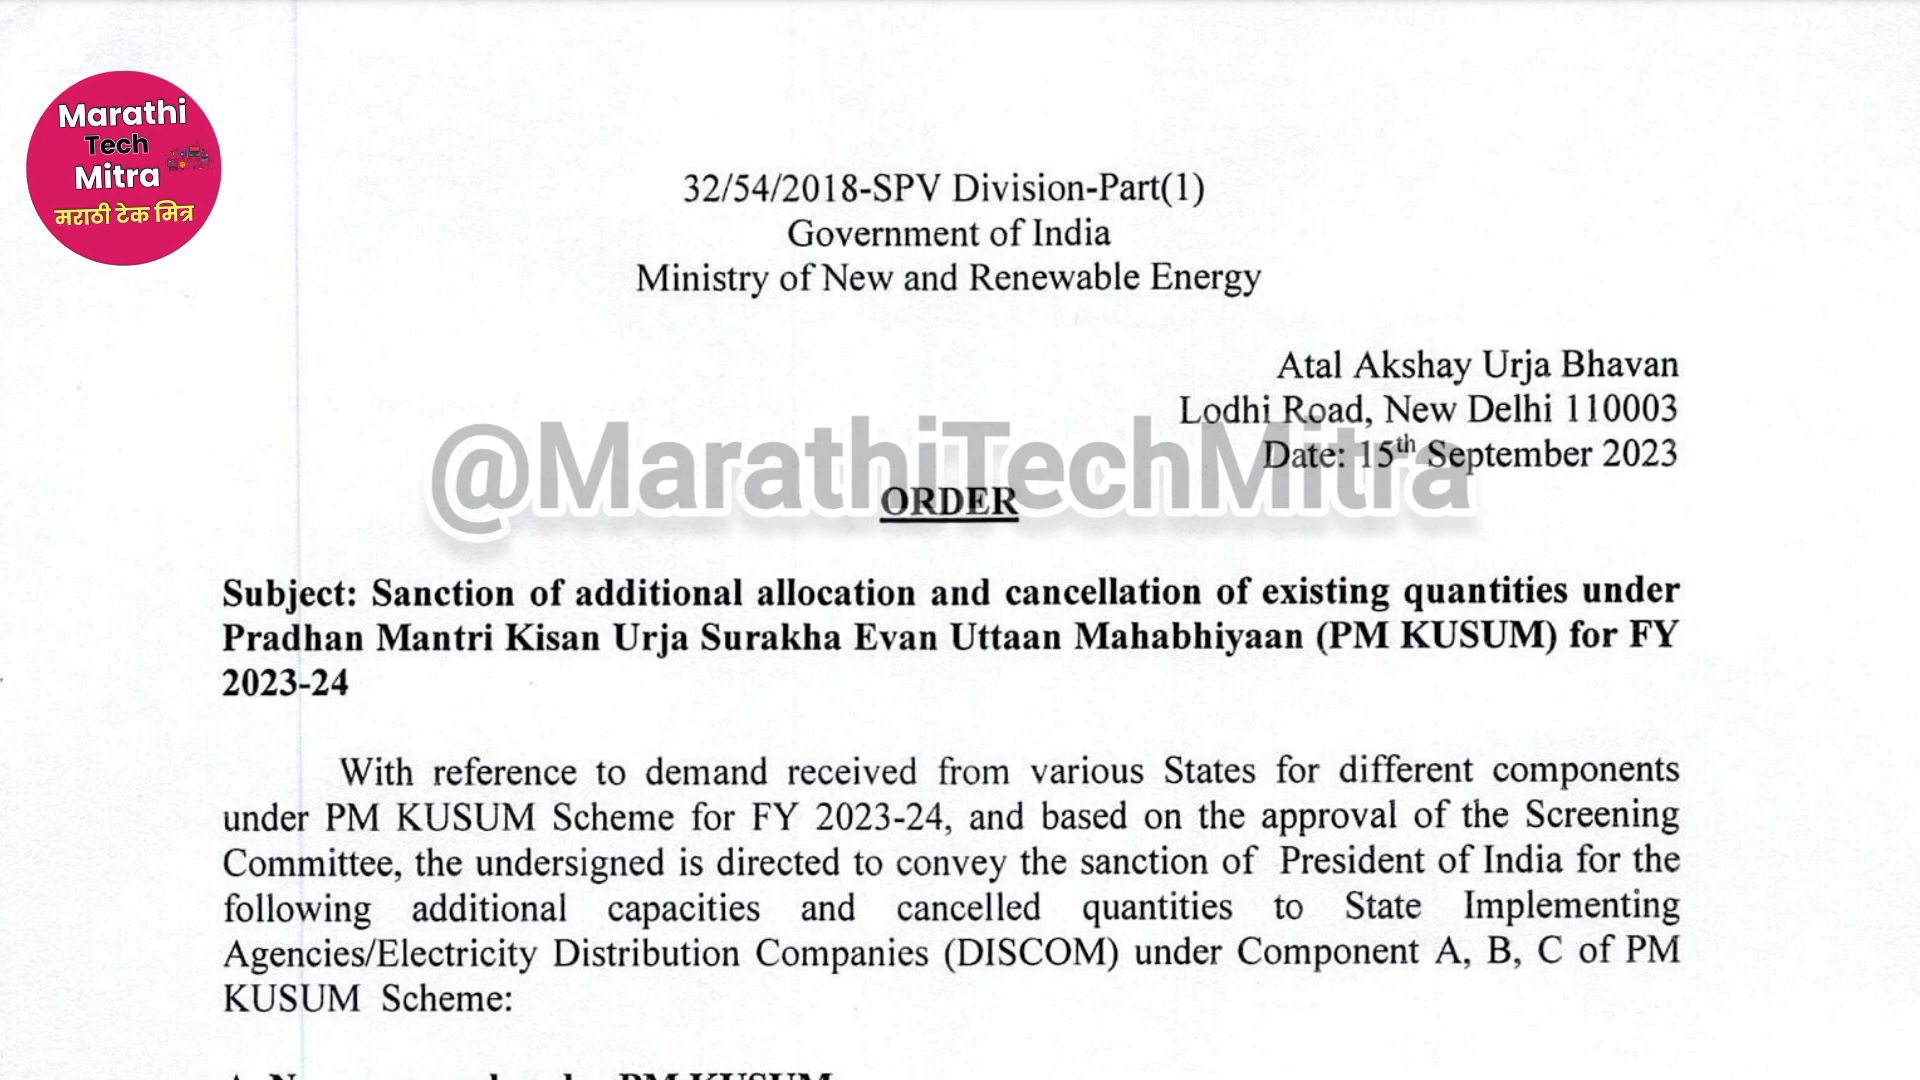 Marathi
Tech
Mitra
मराठी टेक मित्र
32/54/2018-SPV Division-Part(1)
Government of India
Ministry of New and Renewable Energy
Atal Akshay Urja Bhavan
Lodhi Road, New Delhi 110003
Date: 15th September 2023
@MarathiTechMitra
ORDER
Subject: Sanction of additional allocation and cancellation of existing quantities under
Pradhan Mantri Kisan Urja Surakha Evan Uttaan Mahabhiyaan (PM KUSUM) for FY
2023-24
With reference to demand received from various States for different components
under PM KUSUM Scheme for FY 2023-24, and based on the approval of the Screening
Committee, the undersigned is directed to convey the sanction of President of India for the
following additional capacities and cancelled quantities to State Implementing
Agencies/Electricity Distribution Companies (DISCOM) under Component A, B, C of PM
KUSUM Scheme:
PM KUSUM